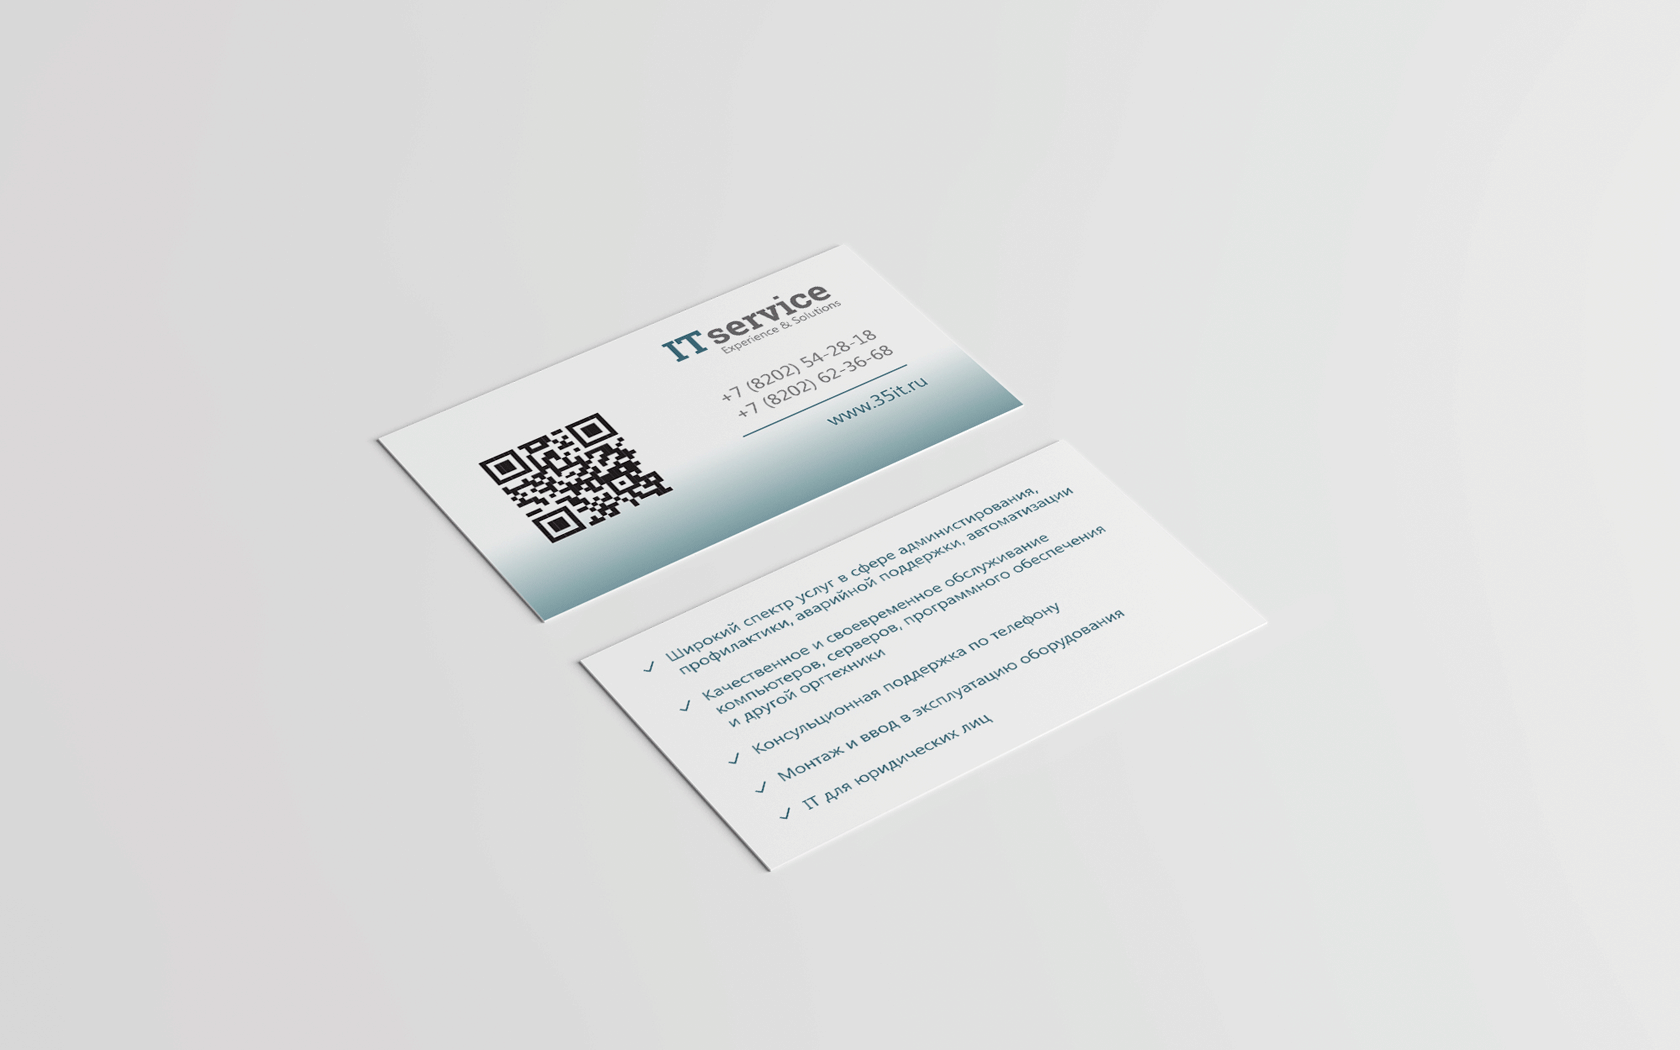 IT service
Experience & Solutions
+7 (8202) 54-28-18
+7 (8202) 62-36-68
www.35it.ru
Широкий спектр услуг в сфере администрирования,
профилактики, аварийной поддержки, автоматизации
Качественное и своевременное обслуживание
компьютеров, серверов, программного обеспечения
и другой оргтехники
Консульционная поддержка по телефону
Монтаж и ввод в эксплуатацию оборудования
IT для юридических лиц